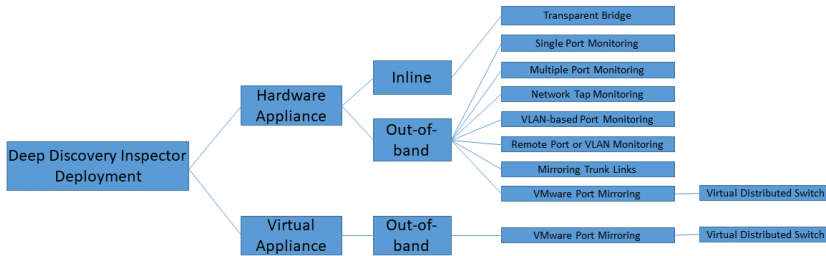 Transparent Bridge
Single Port Monitoring
Inline
Multiple Port Monitoring
Hardware
Appliance
Network Tap Monitoring
VLAN-based Port Monitoring
Out-of-
band
Remote Port or VLAN Monitoring
Deep Discovery Inspector
Deployment
Mirroring Trunk Links
VMware Port Mirroring
Virtual Distributed Switch
Virtual
Appliance
Out-of-
band
VMware Port Mirroring
Virtual Distributed Switch